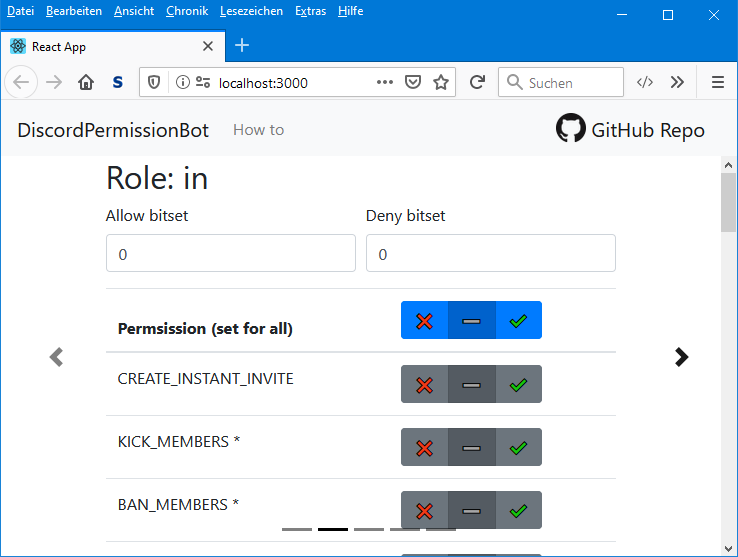 Datei Bearbeiten Ansicht Chronik Lesezeichen Extras Hilfe
React App
S localhost:3000 Suchen
DiscordPermissionBot How to GitHub Repo
Role: in
Allow bitset Deny bitset
0 0
Permsission (set for all)
CREATE_INSTANT_INVITE
KICK_MEMBERS *
BAN_MEMBERS *